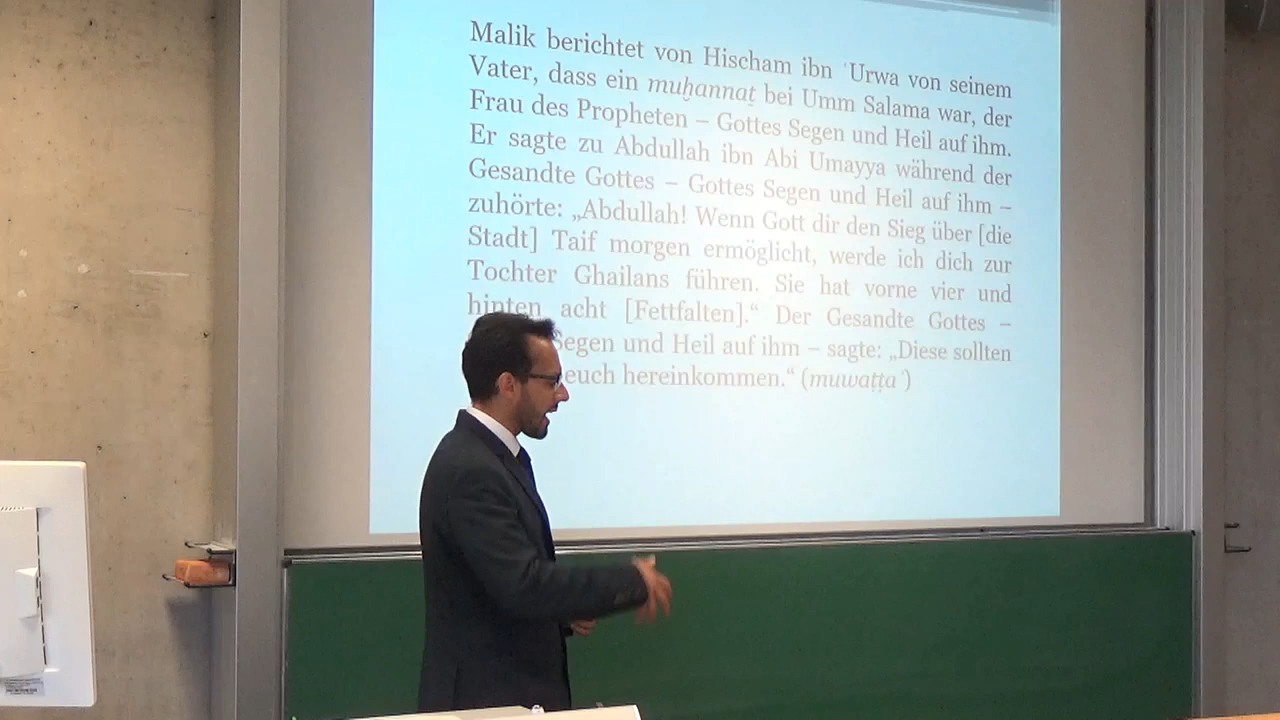 Malik berichtet von Hischam ibn ʿUrwa von seinem
Vater, dass ein muḫannaṯ bei Umm Salama war, der
Frau des Propheten – Gottes Segen und Heil auf ihm.
Er sagte zu Abdullah ibn Abi Umayya während der
Gesandte Gottes – Gottes Segen und Heil auf ihm –
zuhörte: „Abdullah! Wenn Gott dir den Sieg über [die
Stadt] Taif morgen ermöglicht, werde ich dich zur
Tochter Ghailans führen. Sie hat vorne vier und
hinten acht [Fettfalten].“ Der Gesandte Gottes –
Segen und Heil auf ihm – sagte: „Diese sollten
euch hereinkommen.“ (muwaṭṭaʾ)